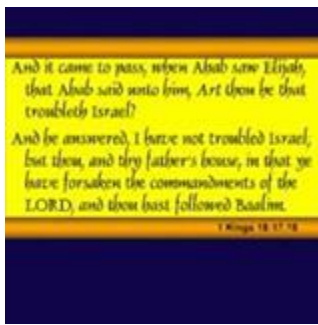 And it came to pass, when Ahab saw Elijah,
that Ahab said unto him, Art thou he that
troubleth Israel?
And he answered, I have not troubled Israel;
but thou, and thy father's house, in that ye
have forsaken the commandments of the
LORD, and thou hast followed Baalim.
1 Kings 18:17,18